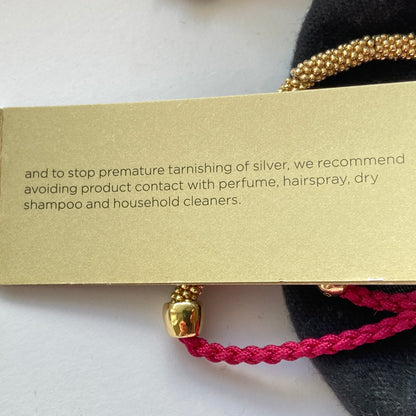 and to stop premature tarnishing of silver, we recommend
avoiding product contact with perfume, hairspray, dry
shampoo and household cleaners.